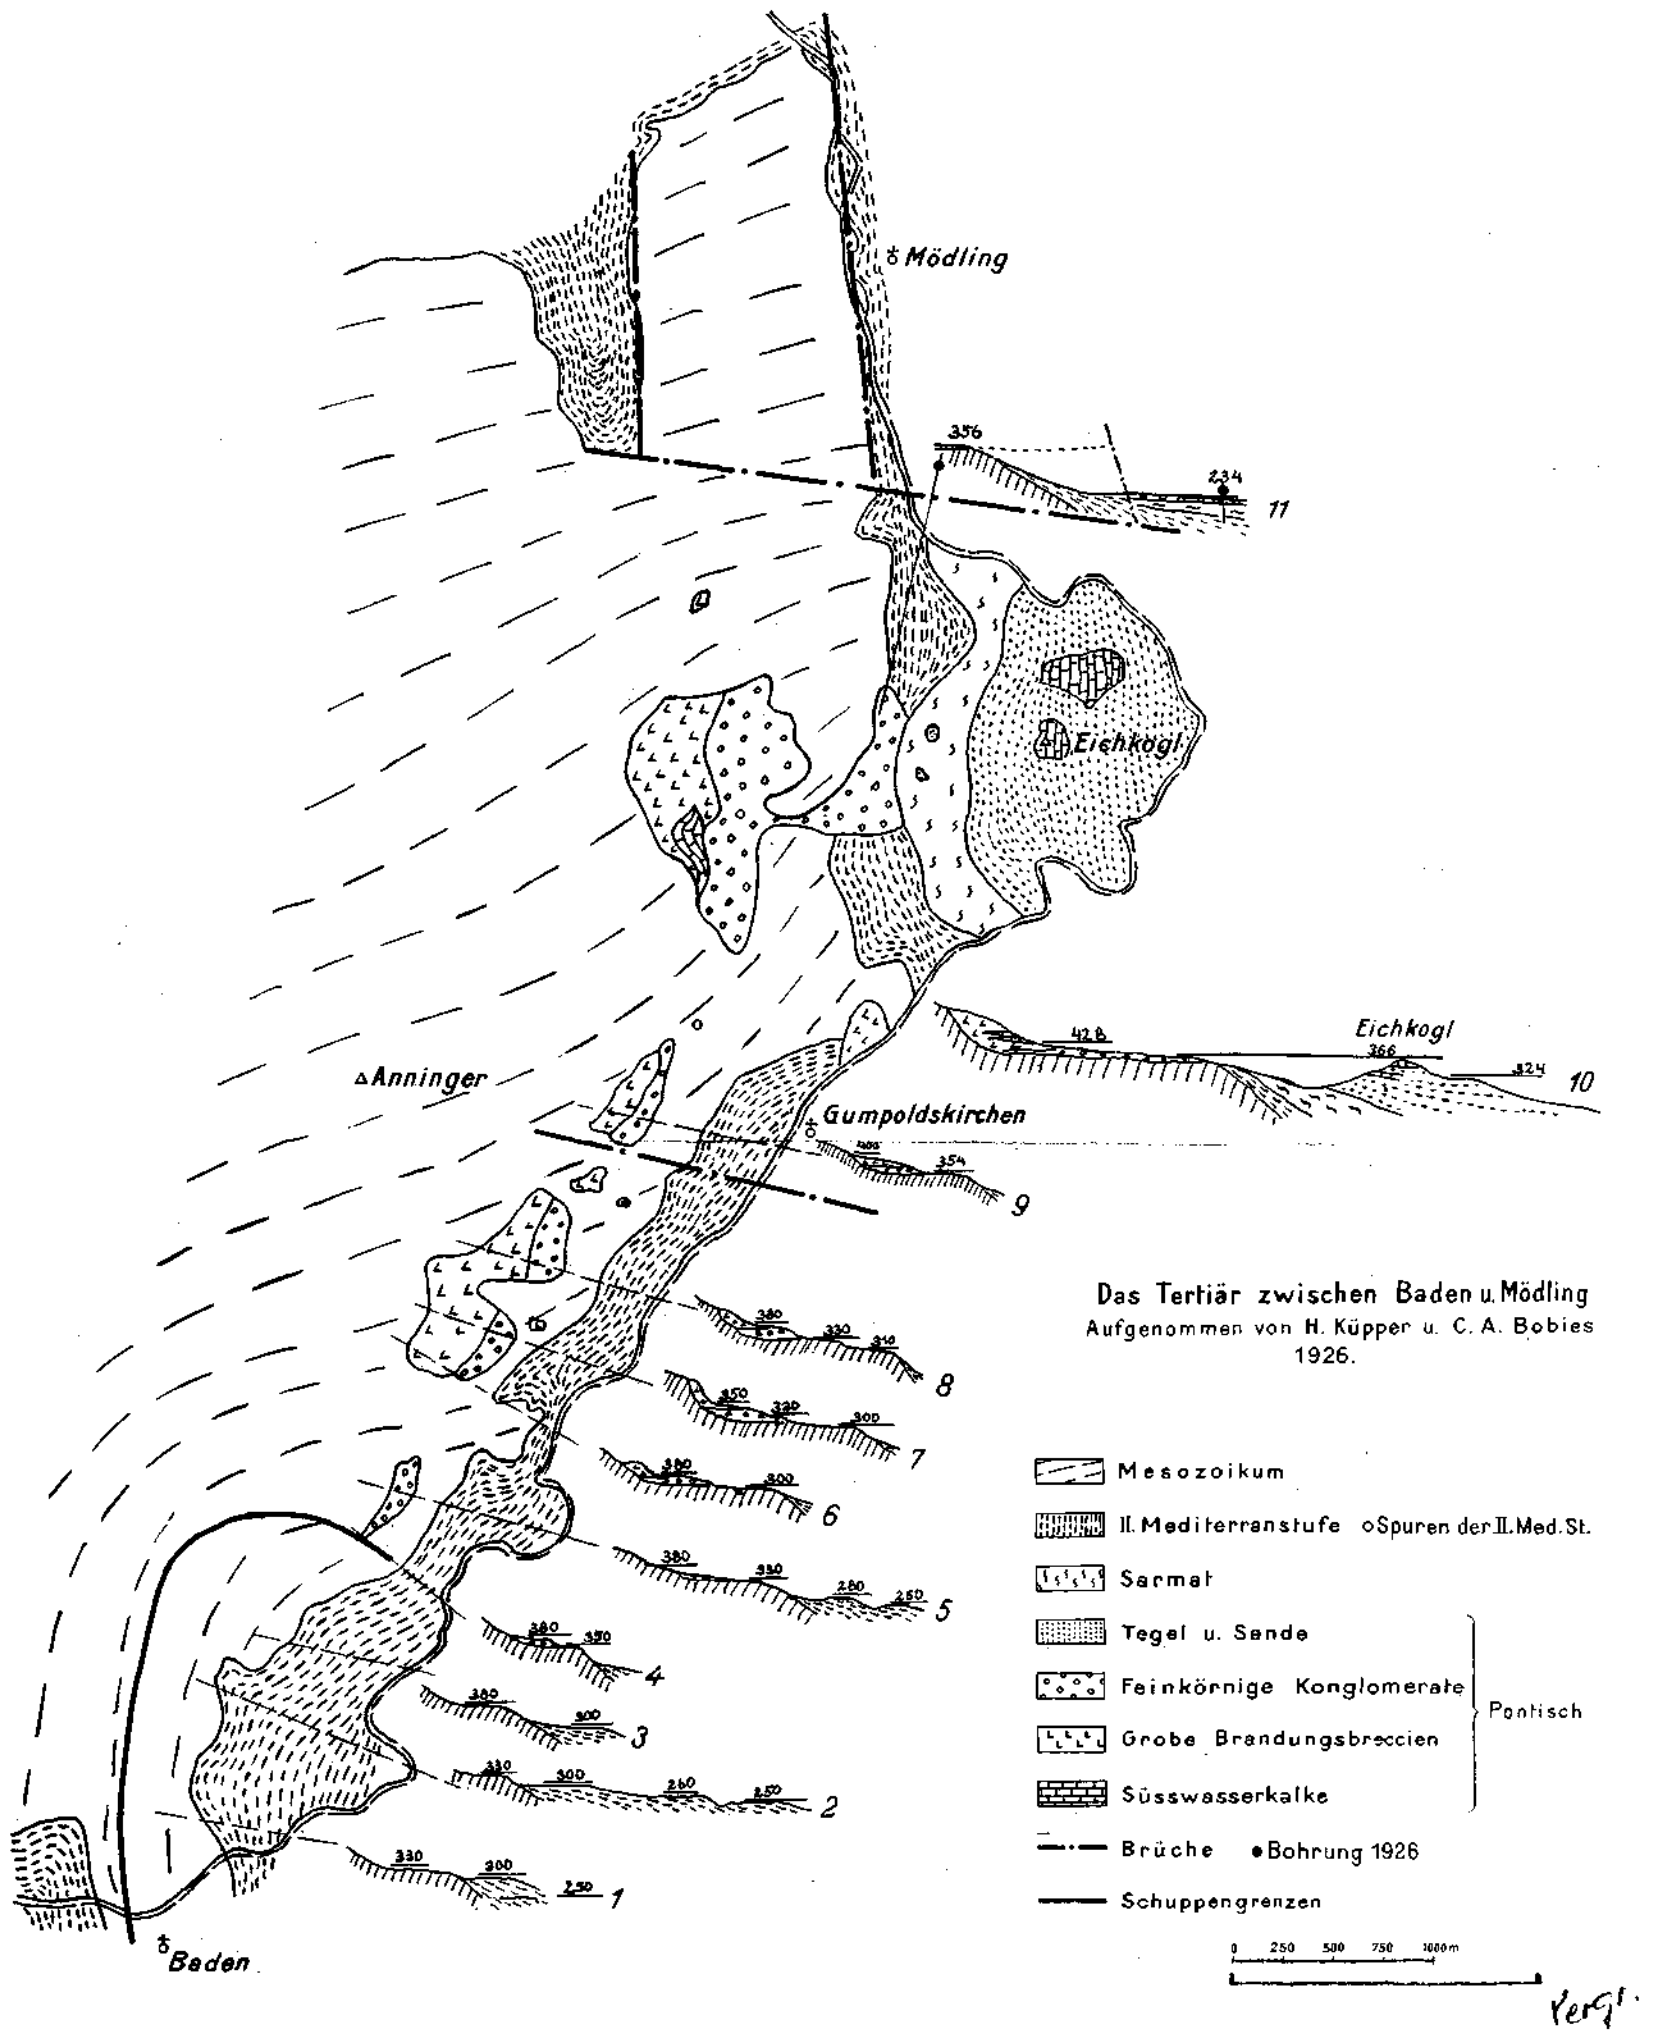 Mödling
356
234
11
Eichkogl
Eichkogl
428
366
324
10
Anninger
Gumpoldskirchen
354
9
Das Tertiär zwischen Baden u. Mödling
Aufgenommen von H. Küpper u. C. A. Bobies
1926.
380
330
310
8
350
320
300
7
380
300
6
380
330
280
250
5
380
350
4
380
300
3
330
300
260
250
2
330
300
250
1
Baden
Mesozoikum
II. Mediterranstufe o Spuren der II. Med. St.
Sarmat
Tegel u. Sande
Feinkörnige Konglomerate
Pontisch
Grobe Brandungsbreccien
Süsswasserkalke
Brüche • Bohrung 1926
Schuppengrenzen
0 250 500 750 1000 m